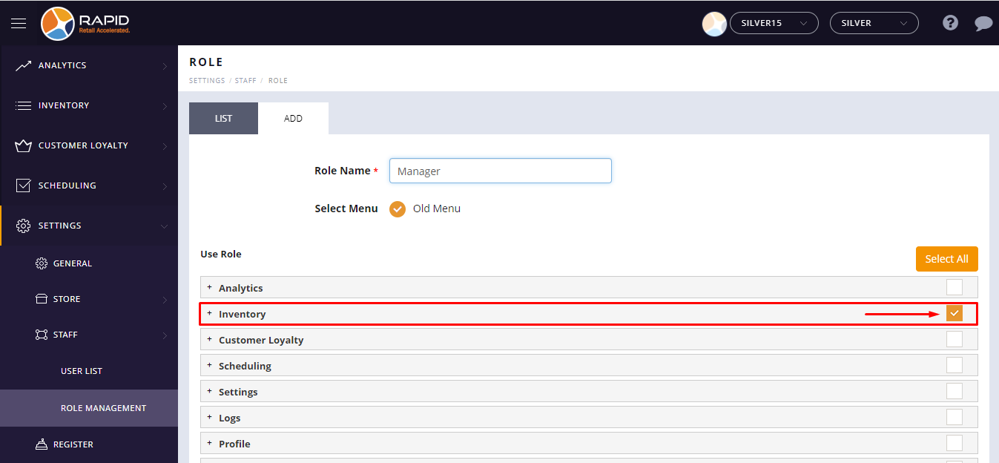 RAPID
Retail Accelerated.
SILVER15
SILVER
?
ANALYTICS
INVENTORY
CUSTOMER LOYALTY
SCHEDULING
SETTINGS
GENERAL
STORE
STAFF
USER LIST
ROLE MANAGEMENT
REGISTER
ROLE
SETTINGS / STAFF / ROLE
LIST
ADD
Role Name *
Manager
Select Menu
Old Menu
Use Role
Select All
+ Analytics
+ Inventory
+ Customer Loyalty
+ Scheduling
+ Settings
+ Logs
+ Profile